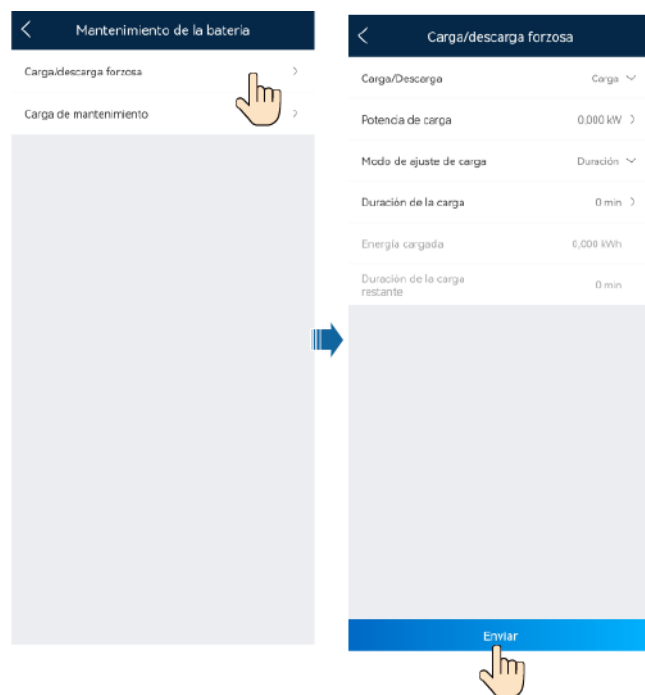 Mantenimiento de la bateria
Carga/descarga forzosa
Carga de mantenimiento
Carga/descarga forzosa
Carga/Descarga Carga
Potencia de carga 0,000 kW
Modo de ajuste de carga Duración
Duración de la carga 0 min
Energía cargada 0,000 kWh
Duración de la carga
restante 0 min
Enviar